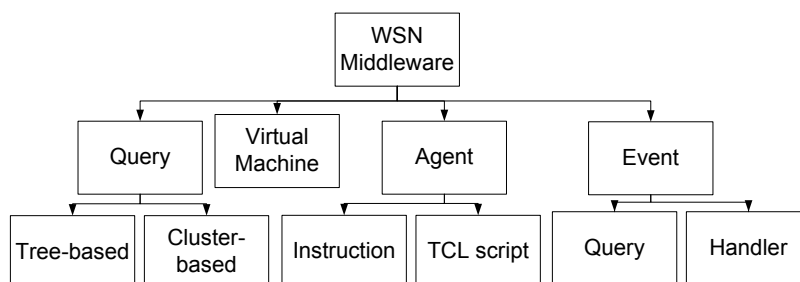 WSN
Middleware
Query
Virtual
Machine
Agent
Event
Tree-based
Cluster-
based
Instruction
TCL script
Query
Handler